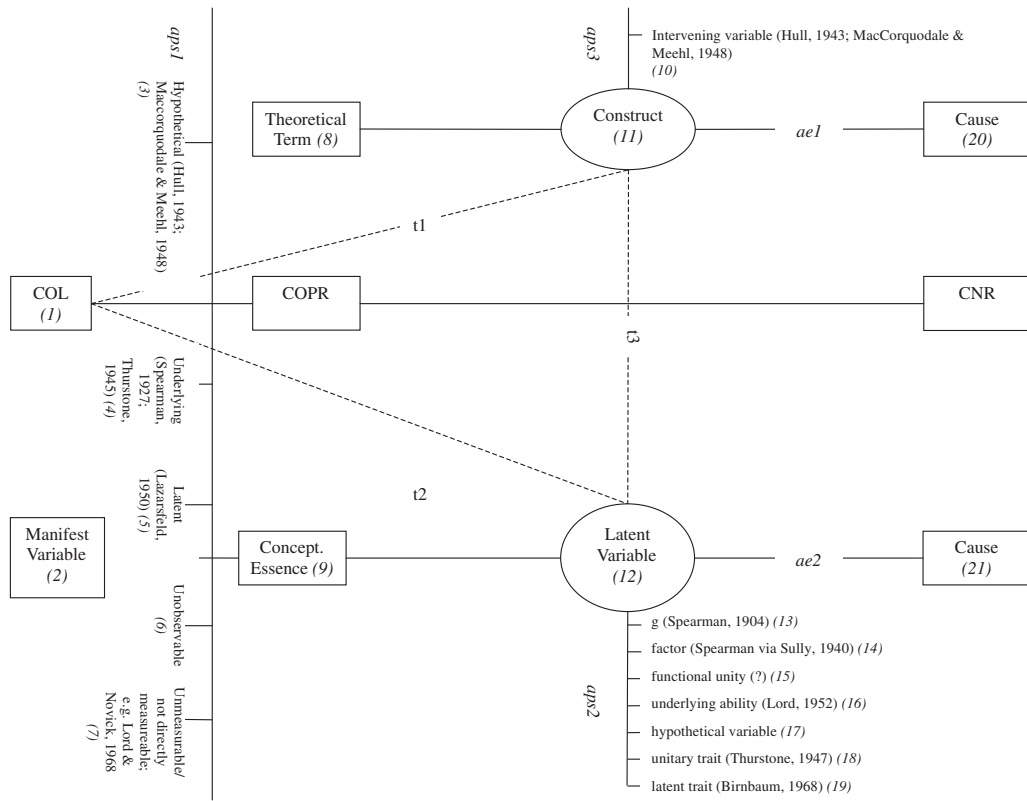 aps1
Hypothetical (Hull, 1943;
Maccorquodale & Meehl, 1948)
(3)
aps3
Intervening variable (Hull, 1943; MacCorquodale &
Meehl, 1948)
(10)
Theoretical
Term (8)
Construct
(11)
ae1
Cause
(20)
t1
COL
(1)
COPR
CNR
t3
Underlying
(Spearman,
1927;
Thurstone,
1945) (4)
Latent
(Lazarsfeld,
1950) (5)
t2
Manifest
Variable
(2)
Concept.
Essence (9)
Latent
Variable
(12)
ae2
Cause
(21)
Unobservable
(6)
Unmeasurable/
not directly
measureable;
e.g. Lord &
Novick, 1968
(7)
aps2
g (Spearman, 1904) (13)
factor (Spearman via Sully, 1940) (14)
functional unity (?) (15)
underlying ability (Lord, 1952) (16)
hypothetical variable (17)
unitary trait (Thurstone, 1947) (18)
latent trait (Birnbaum, 1968) (19)